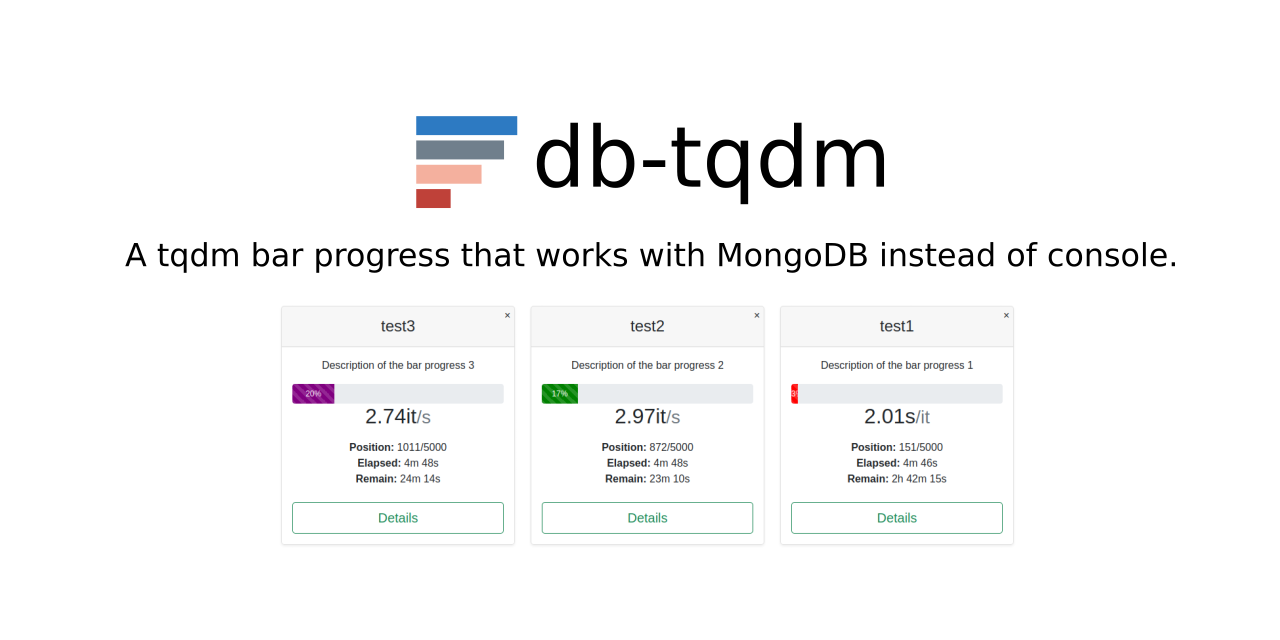 db-tqdm
A tqdm bar progress that works with MongoDB instead of console.
test3 ×
Description of the bar progress 3
20%
2.74it/s
Position: 1011/5000
Elapsed: 4m 48s
Remain: 24m 14s
Details
test2 ×
Description of the bar progress 2
17%
2.97it/s
Position: 872/5000
Elapsed: 4m 48s
Remain: 23m 10s
Details
test1 ×
Description of the bar progress 1
2.01s/it
Position: 151/5000
Elapsed: 4m 46s
Remain: 2h 42m 15s
Details